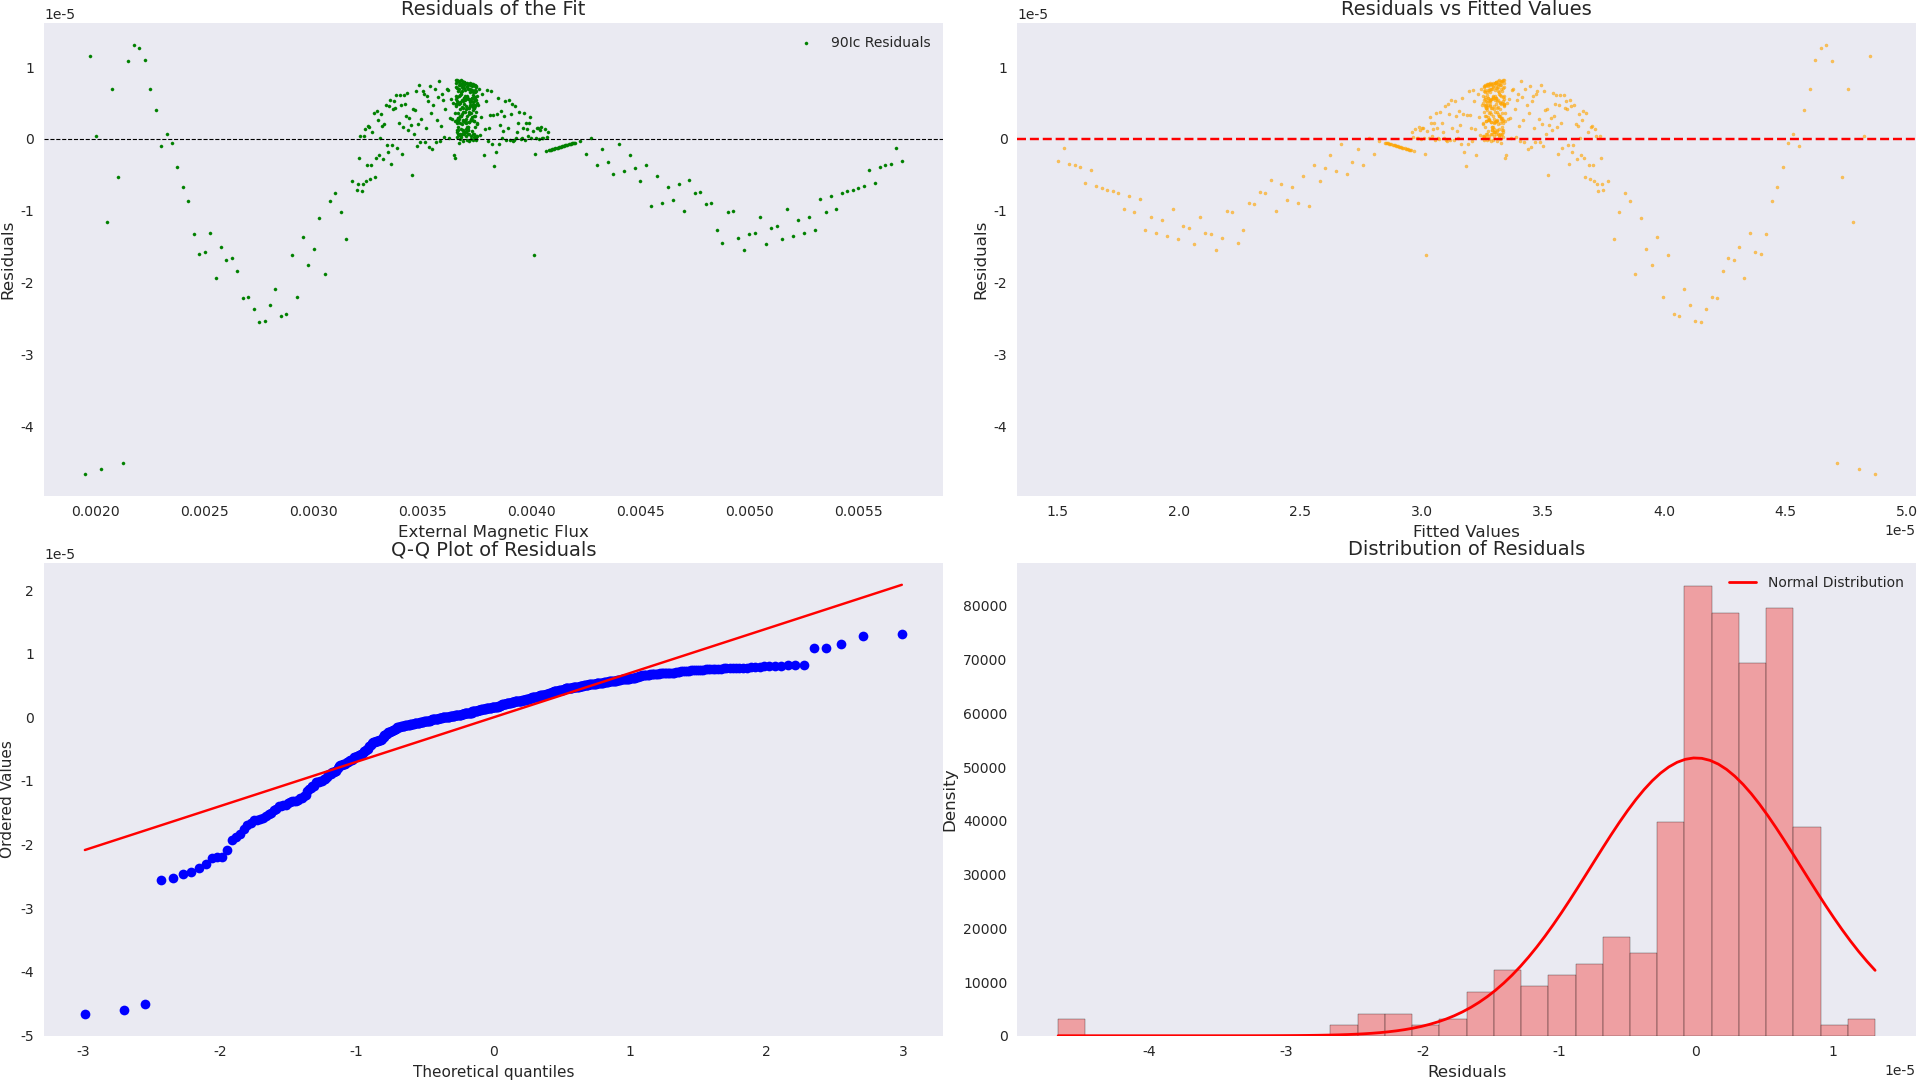 Residuals of the Fit
1e-5
90Ic Residuals
Residuals
1
0
-1
-2
-3
-4
0.0020 0.0025 0.0030 0.0035 0.0040 0.0045 0.0050 0.0055
External Magnetic Flux
Residuals vs Fitted Values
1e-5
Residuals
1
0
-1
-2
-3
-4
1.5 2.0 2.5 3.0 3.5 4.0 4.5 5.0
1e-5
Fitted Values
Q-Q Plot of Residuals
1e-5
Ordered Values
2
1
0
-1
-2
-3
-4
-5
-3 -2 -1 0 1 2 3
Theoretical quantiles
Distribution of Residuals
Normal Distribution
Density
80000
70000
60000
50000
40000
30000
20000
10000
0
-4 -3 -2 -1 0 1
1e-5
Residuals